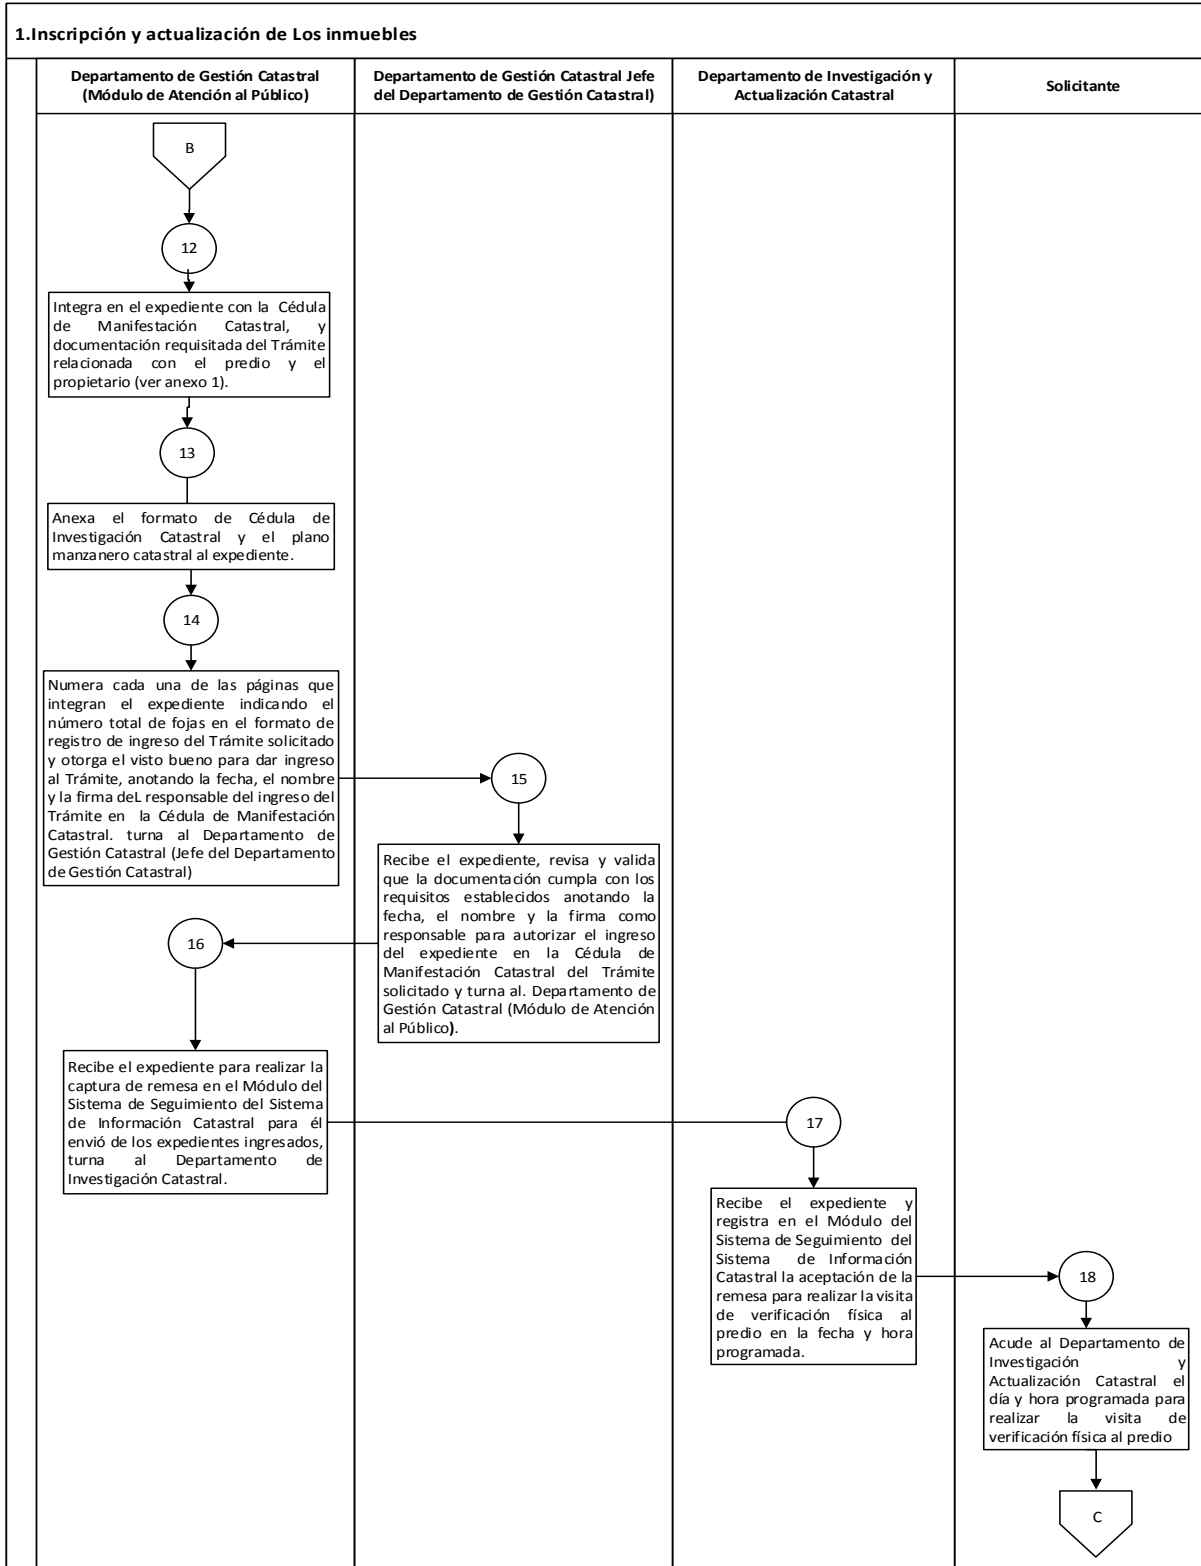 1.Inscripción y actualización de Los inmuebles
Departamento de Gestión Catastral
(Módulo de Atención al Público)
Departamento de Gestión Catastral Jefe
del Departamento de Gestión Catastral)
Departamento de Investigación y
Actualización Catastral
Solicitante
B
12
Integra en el expediente con la Cédula
de Manifestación Catastral, y
documentación requisitada del Trámite
relacionada con el predio y el
propietario (ver anexo 1).
13
Anexa el formato de Cédula de
Investigación Catastral y el plano
manzanero catastral al expediente.
14
Numera cada una de las páginas que
integran el expediente indicando el
número total de fojas en el formato de
registro de ingreso del Trámite solicitado
y otorga el visto bueno para dar ingreso
al Trámite, anotando la fecha, el nombre
y la firma deL responsable del ingreso del
Trámite en la Cédula de Manifestación
Catastral. turna al Departamento de
Gestión Catastral (Jefe del Departamento
de Gestión Catastral)
15
Recibe el expediente, revisa y valida
que la documentación cumpla con los
requisitos establecidos anotando la
fecha, el nombre y la firma como
responsable para autorizar el ingreso
del expediente en la Cédula de
Manifestación Catastral del Trámite
solicitado y turna al. Departamento de
Gestión Catastral (Módulo de Atención
al Público).
16
Recibe el expediente para realizar la
captura de remesa en el Módulo del
Sistema de Seguimiento del Sistema
de Información Catastral para él
envió de los expedientes ingresados,
turna al Departamento de
Investigación Catastral.
17
Recibe el expediente y
registra en el Módulo del
Sistema de Seguimiento del
Sistema de Información
Catastral la aceptación de la
remesa para realizar la visita
de verificación física al
predio en la fecha y hora
programada.
18
Acude al Departamento de
Investigación y
Actualización Catastral el
día y hora programada para
realizar la visita de
verificación física al predio
C